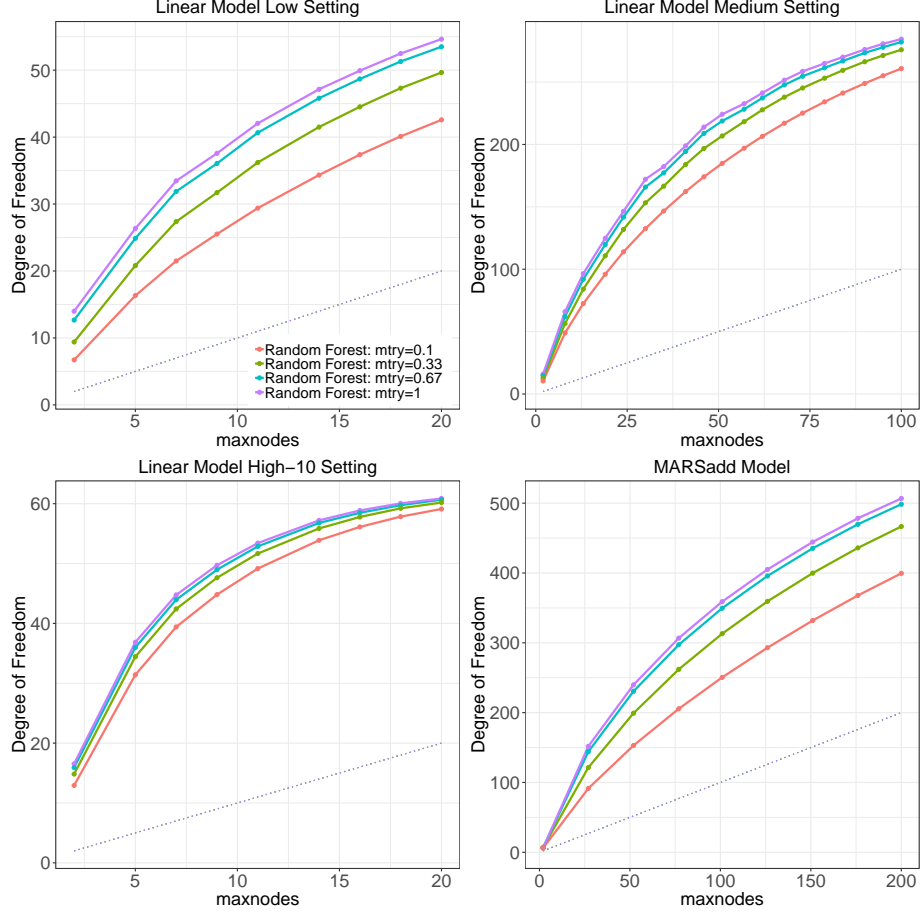 Linear Model Low Setting
Degree of Freedom
50
40
30
20
10
0
Random Forest: mtry=0.1
Random Forest: mtry=0.33
Random Forest: mtry=0.67
Random Forest: mtry=1
5 10 15 20
maxnodes
Linear Model Medium Setting
Degree of Freedom
200
100
0
0 25 50 75 100
maxnodes
Linear Model High−10 Setting
Degree of Freedom
60
40
20
0
5 10 15 20
maxnodes
MARSadd Model
Degree of Freedom
500
400
300
200
100
0
0 50 100 150 200
maxnodes